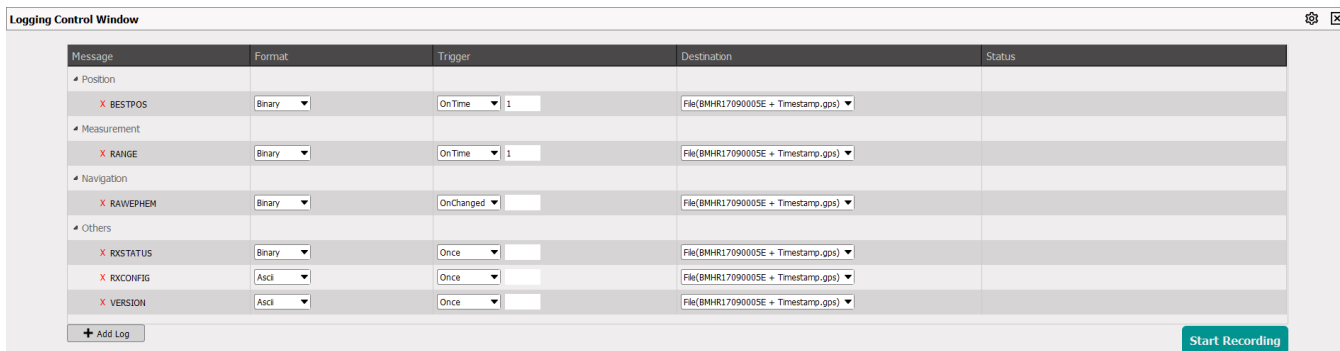 Logging Control Window
Message Format Trigger Destination Status
Position
X BESTPOS Binary OnTime 1 File(BMHR17090005E + Timestamp.gps)
Measurement
X RANGE Binary OnTime 1 File(BMHR17090005E + Timestamp.gps)
Navigation
X RAWEPHEM Binary OnChanged File(BMHR17090005E + Timestamp.gps)
Others
X RXSTATUS Binary Once File(BMHR17090005E + Timestamp.gps)
X RXCONFIG Ascii Once File(BMHR17090005E + Timestamp.gps)
X VERSION Ascii Once File(BMHR17090005E + Timestamp.gps)
+ Add Log
Start Recording